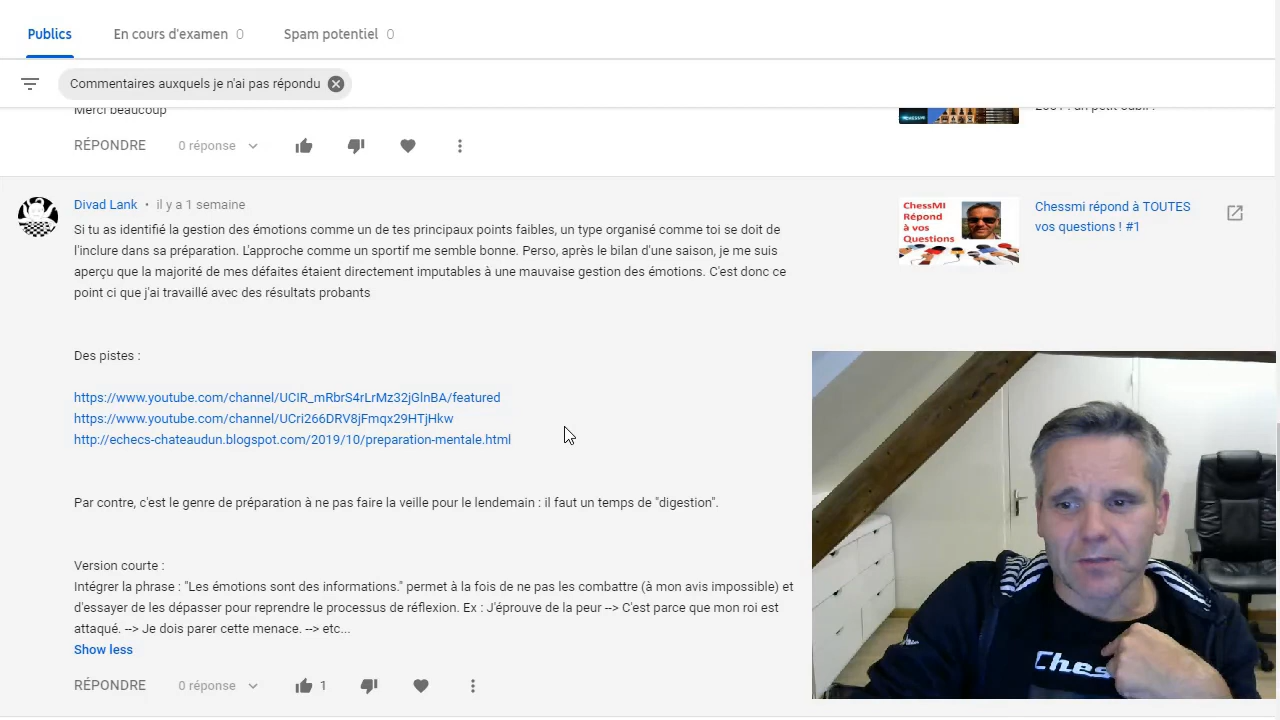 Publics
En cours d'examen 0
Spam potentiel 0
Commentaires auxquels je n'ai pas répondu
Merci beaucoup
RÉPONDRE 0 réponse
Divad Lank • il y a 1 semaine
Si tu as identifié la gestion des émotions comme un de tes principaux points faibles, un type organisé comme toi se doit de
l'inclure dans sa préparation. L'analogie comme un sportif me semble bonne. Perso, après le bilan d'une saison, je me suis
aperçu que la majorité de mes défaites étaient directement imputables à une mauvaise gestion des émotions. C'est donc ce
point ci que j'ai travaillé avec des résultats probants
ChessMI
Répond
à vos
Questions
Chessmi répond à TOUTES
vos questions ! #1
Des pistes :
https://www.youtube.com/channel/UCIR_mRbrS4rLrMz32jGlnBA/featured
https://www.youtube.com/channel/UCri266DRV8jFmqx29HTjHkw
http://echecs-chateaudun.blogspot.com/2019/10/preparation-mentale.html
Par contre, c'est le genre de préparation à ne pas faire la veille pour le lendemain : il faut un temps de "digestion".
Version courte :
Intégrer la phrase : "Les émotions sont des informations." permet à la fois de ne pas les combattre (à mon avis impossible) et
d'essayer de les dépasser pour reprendre le processus de réflexion. Ex : J'éprouve de la peur --> C'est parce que mon roi est
attaqué. --> Je dois parer cette menace. --> etc...
Show less
RÉPONDRE 0 réponse 1
Ches